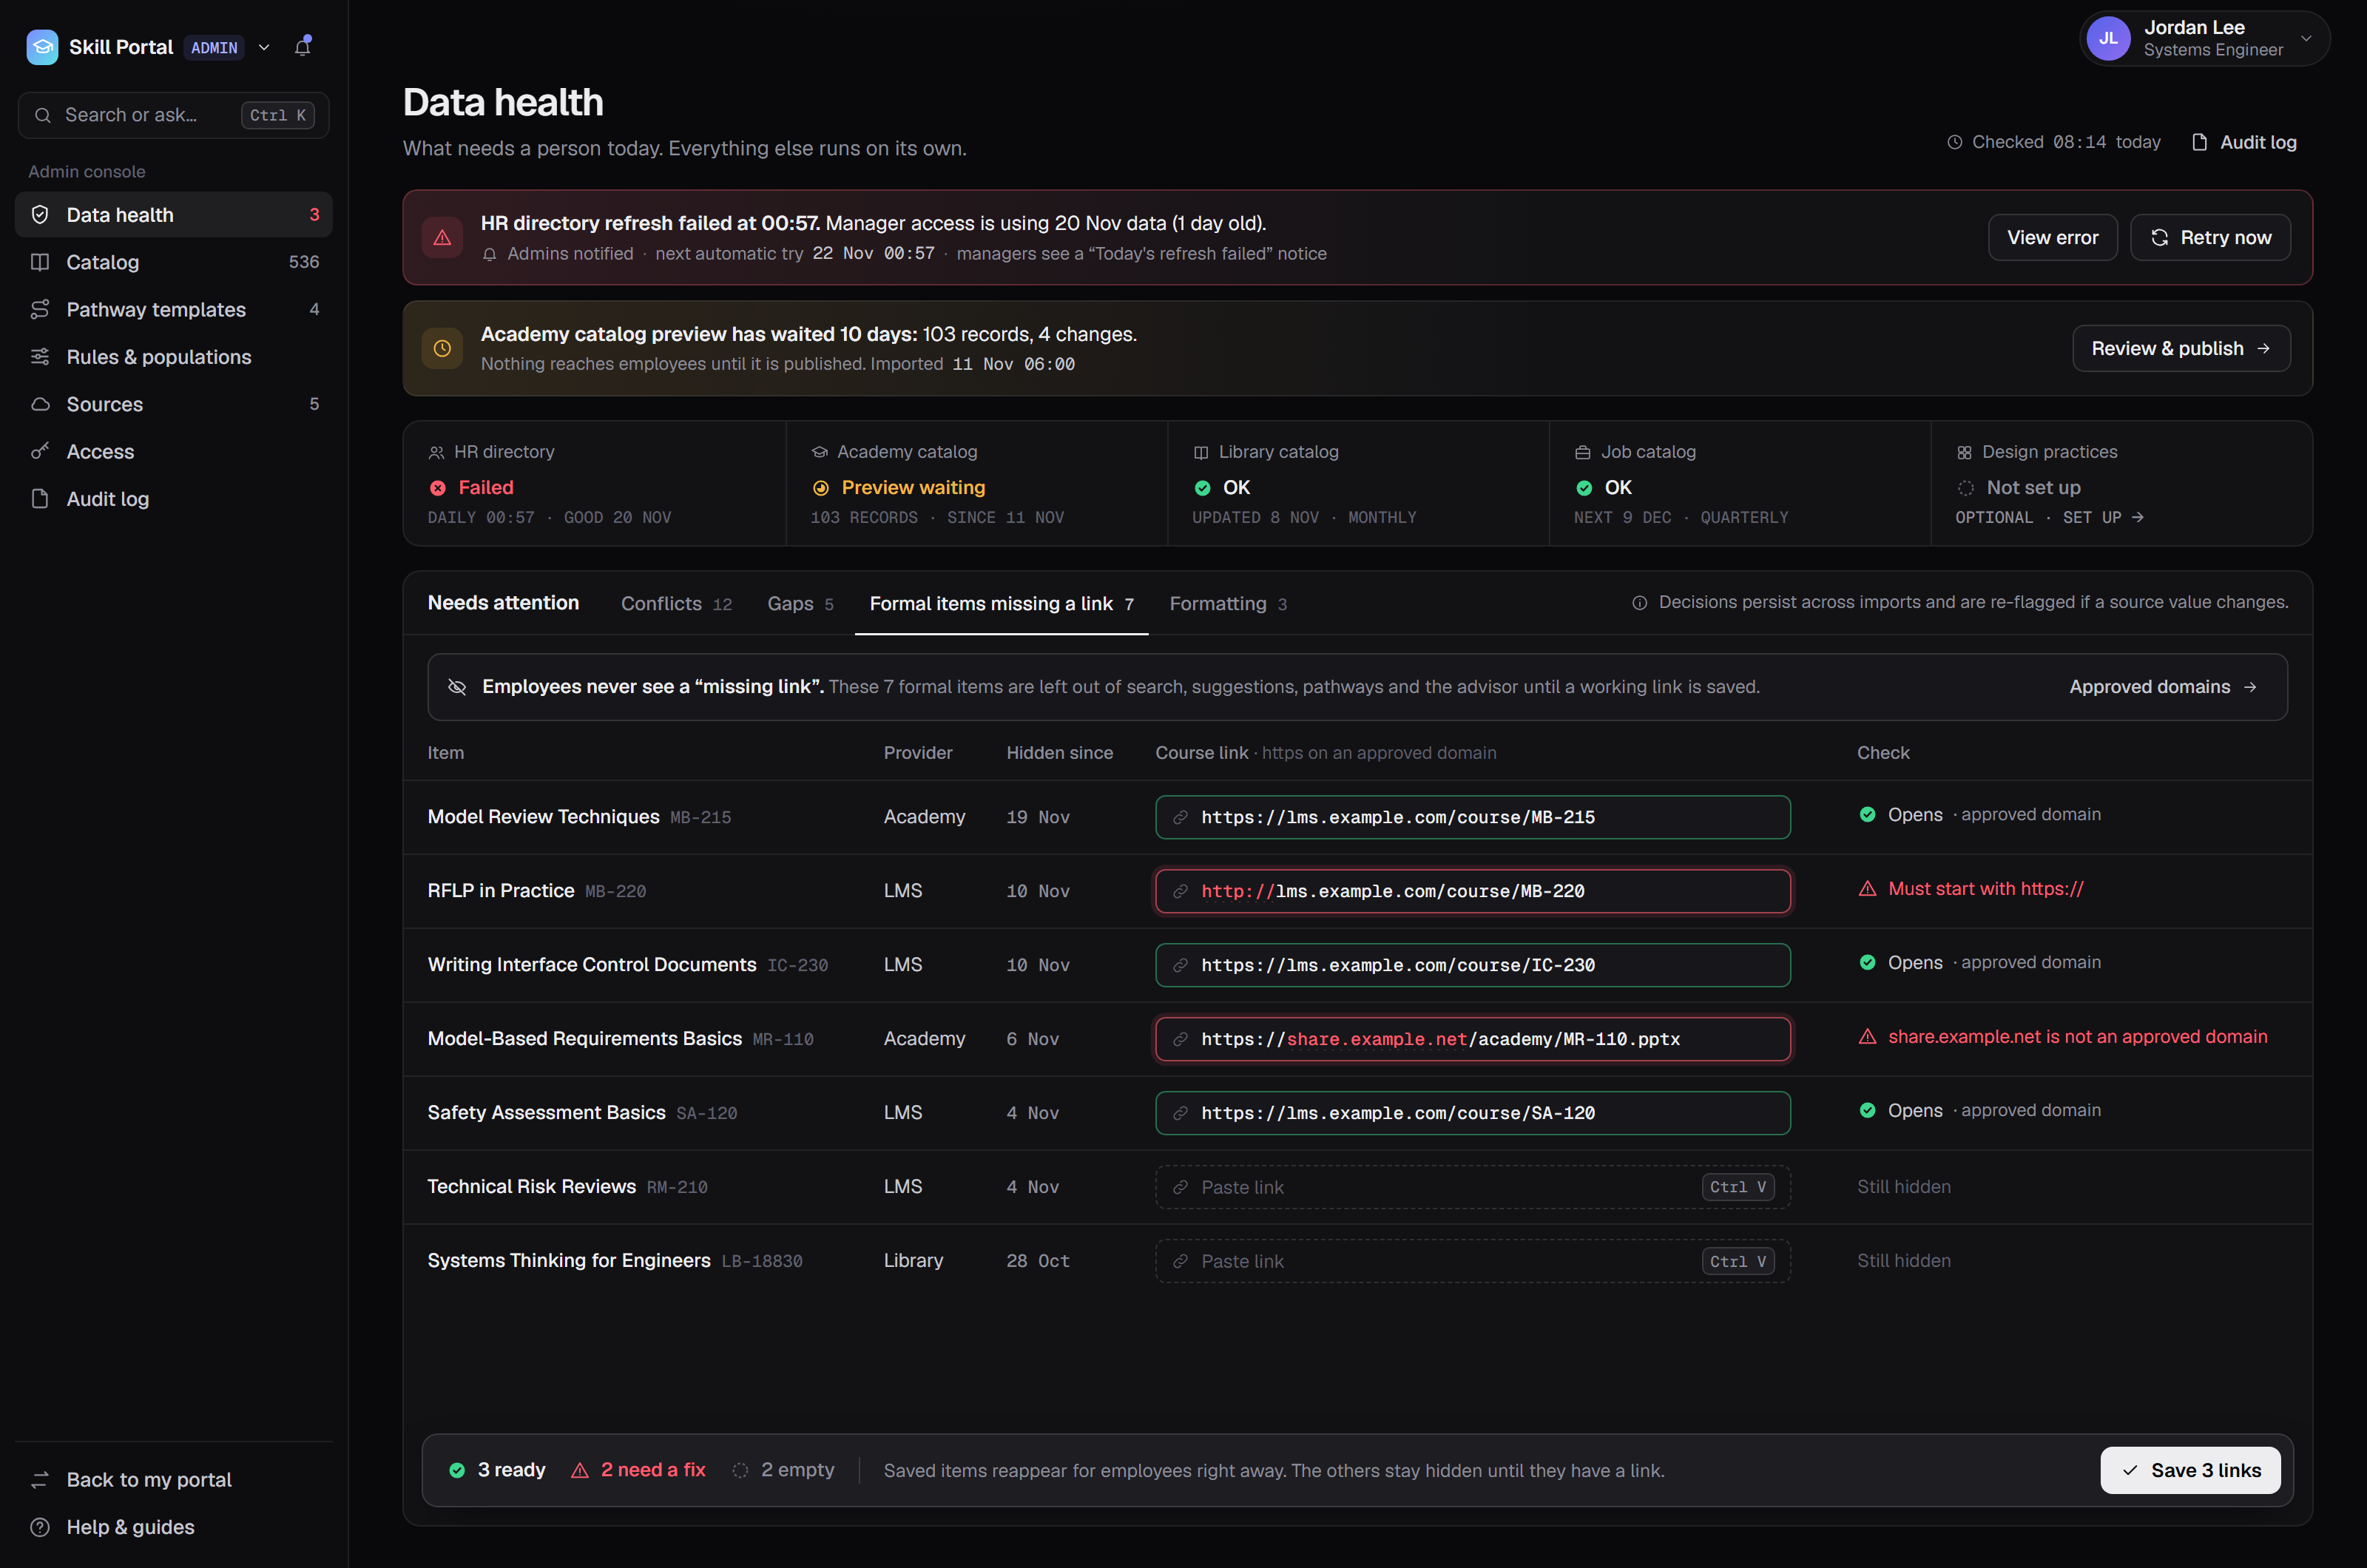 Skill Portal ADMIN
Search or ask... Ctrl K
Admin console
Data health 3
Catalog 536
Pathway templates 4
Rules & populations
Sources 5
Access
Audit log
Back to my portal
Help & guides
JL Jordan Lee
Systems Engineer
Data health
What needs a person today. Everything else runs on its own.
Checked 08:14 today Audit log
HR directory refresh failed at 00:57. Manager access is using 20 Nov data (1 day old).
Admins notified · next automatic try 22 Nov 00:57 · managers see a “Today's refresh failed” notice
View error Retry now
Academy catalog preview has waited 10 days: 103 records, 4 changes.
Nothing reaches employees until it is published. Imported 11 Nov 06:00
Review & publish →
HR directory
Failed
DAILY 00:57 · GOOD 20 NOV
Academy catalog
Preview waiting
103 RECORDS · SINCE 11 NOV
Library catalog
OK
UPDATED 8 NOV · MONTHLY
Job catalog
OK
NEXT 9 DEC · QUARTERLY
Design practices
Not set up
OPTIONAL · SET UP →
Needs attention Conflicts 12 Gaps 5 Formal items missing a link 7 Formatting 3
Decisions persist across imports and are re-flagged if a source value changes.
Employees never see a “missing link”. These 7 formal items are left out of search, suggestions, pathways and the advisor until a working link is saved.
Approved domains →
Item Provider Hidden since Course link · https on an approved domain Check
Model Review Techniques MB-215 Academy 19 Nov https://lms.example.com/course/MB-215 Opens · approved domain
RFLP in Practice MB-220 LMS 10 Nov http://lms.example.com/course/MB-220 Must start with https://
Writing Interface Control Documents IC-230 LMS 10 Nov https://lms.example.com/course/IC-230 Opens · approved domain
Model-Based Requirements Basics MR-110 Academy 6 Nov https://share.example.net/academy/MR-110.pptx share.example.net is not an approved domain
Safety Assessment Basics SA-120 LMS 4 Nov https://lms.example.com/course/SA-120 Opens · approved domain
Technical Risk Reviews RM-210 LMS 4 Nov Paste link Ctrl V Still hidden
Systems Thinking for Engineers LB-18830 Library 28 Oct Paste link Ctrl V Still hidden
3 ready 2 need a fix 2 empty Saved items reappear for employees right away. The others stay hidden until they have a link.
Save 3 links